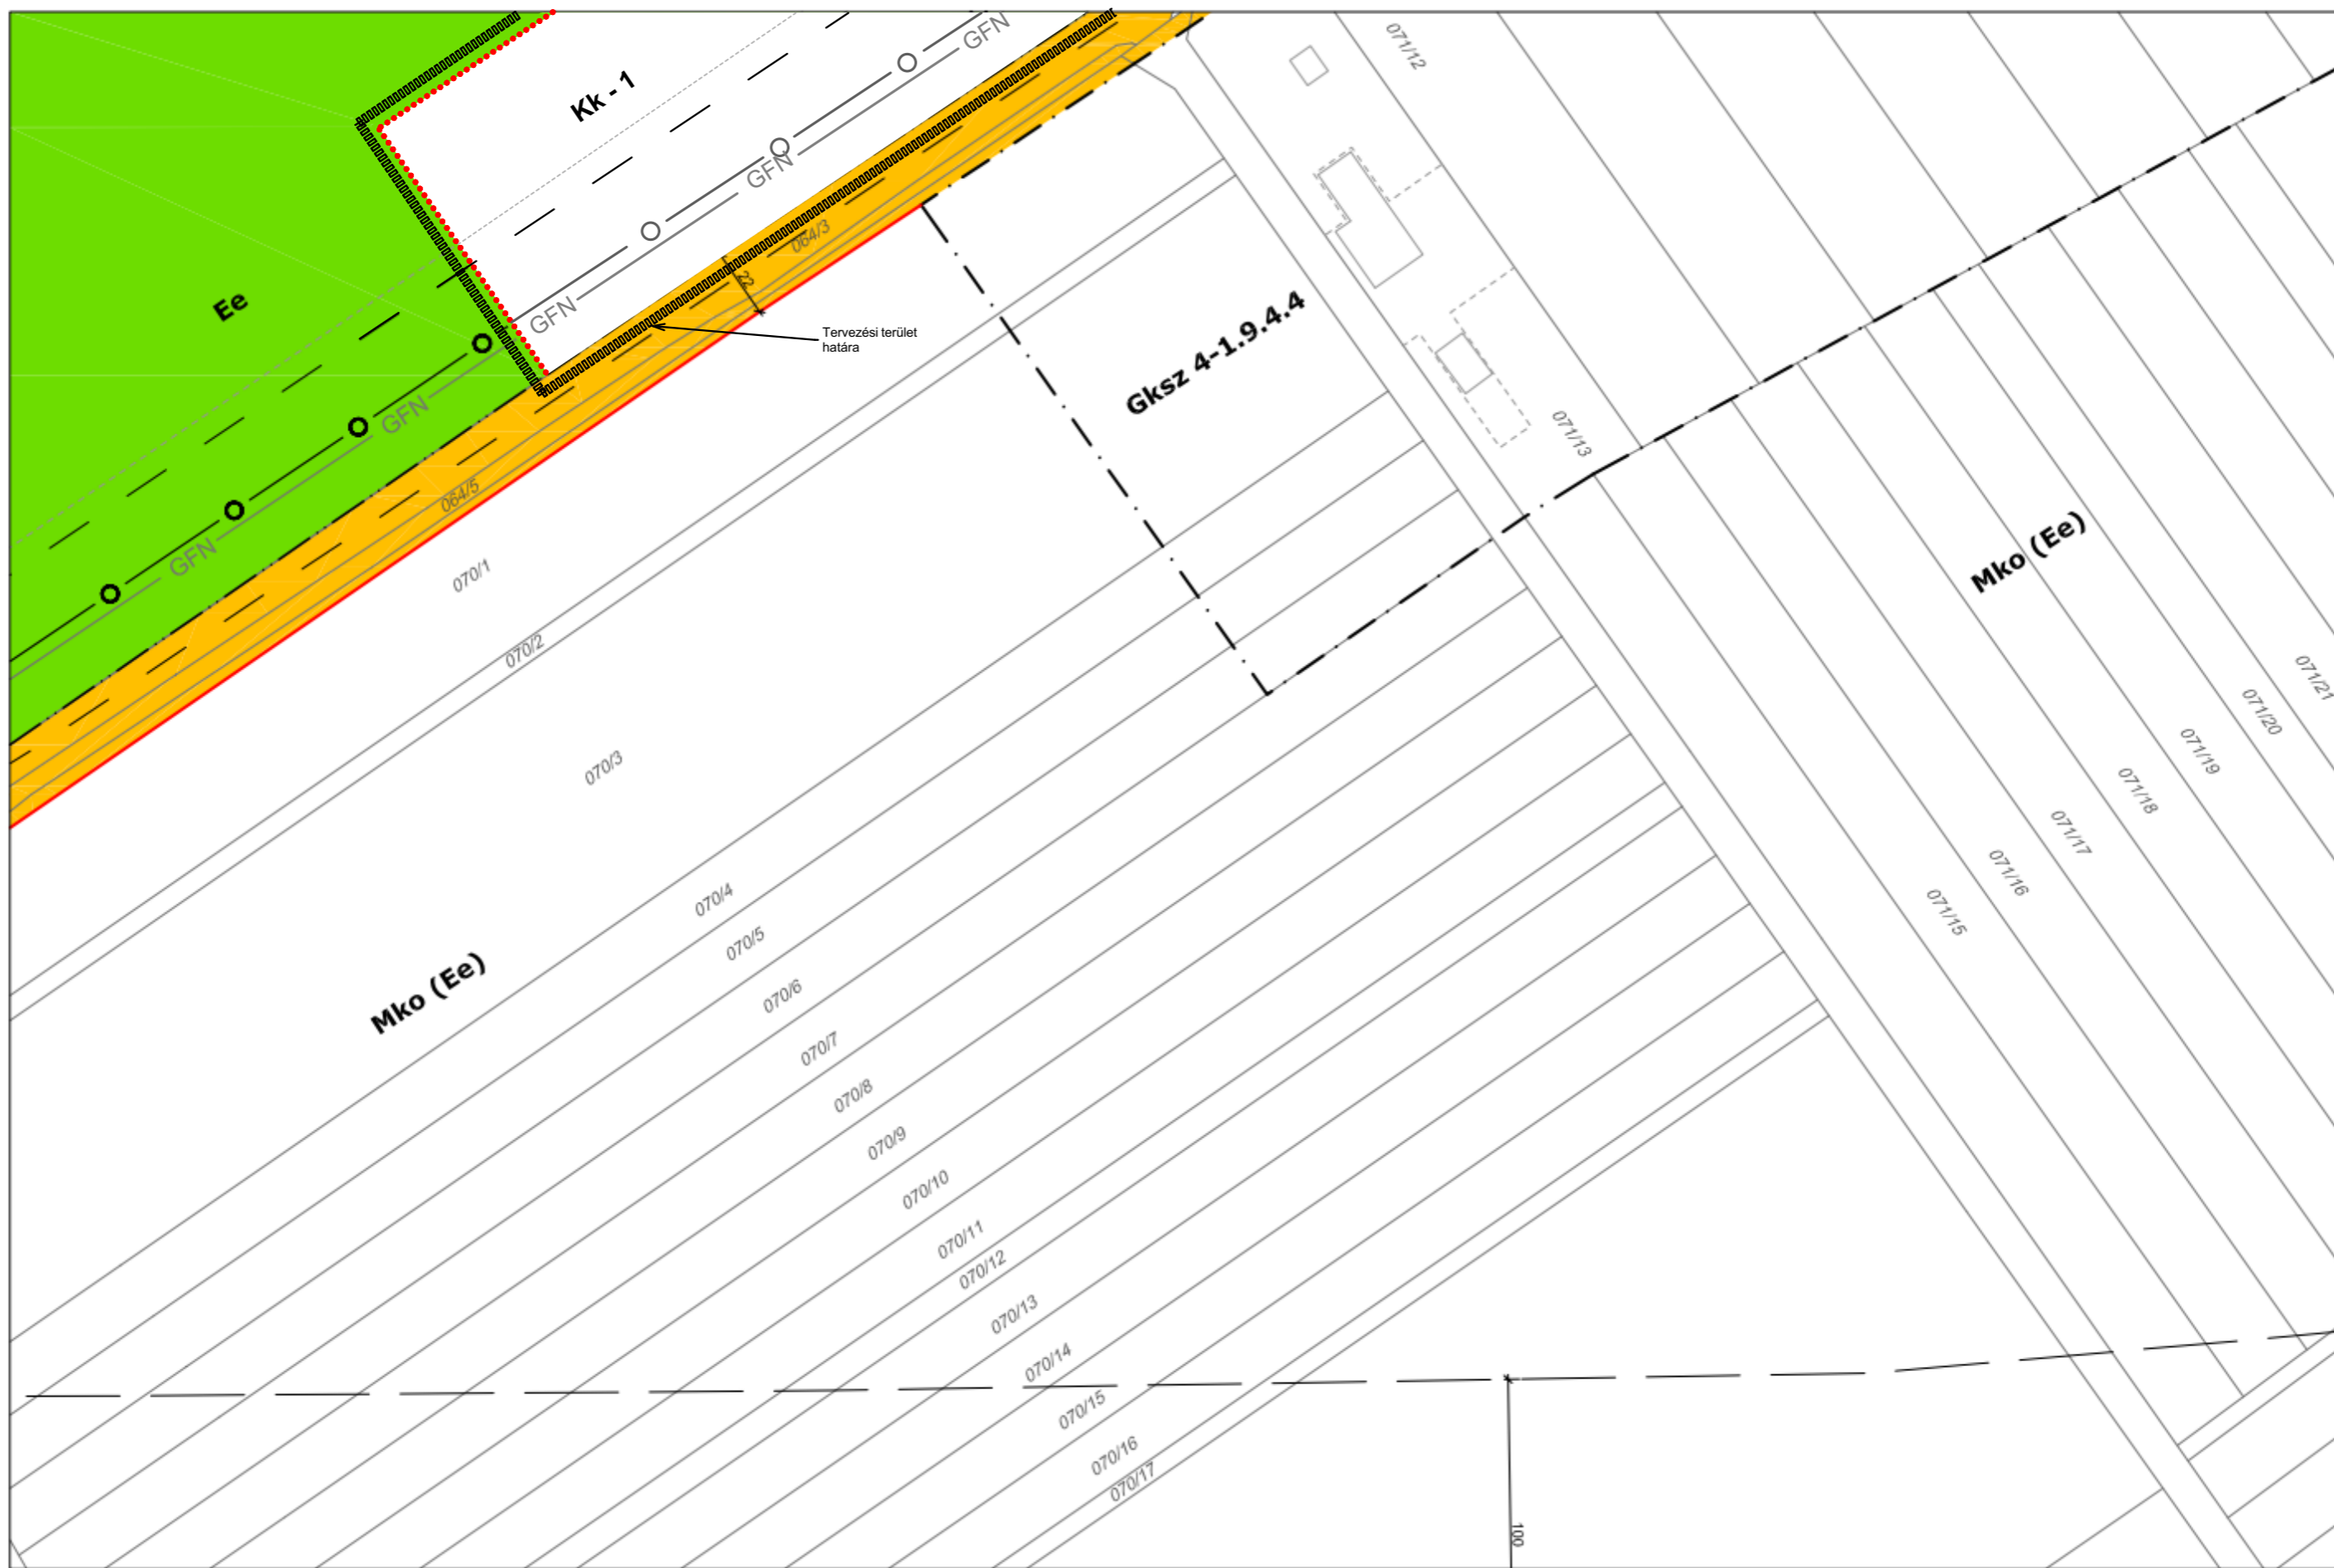 Kk - 1
GFN
071/12
GFN
064/3
22
GFN
Tervezési terület
határa
Ee
Gksz 4-1.9.4.4
GFN
071/13
064/5
GFN
070/1
Mko (Ee)
070/2
071/21
071/20
071/19
070/3
071/18
071/17
071/16
070/4
071/15
070/5
Mko (Ee)
070/6
070/7
070/8
070/9
070/10
070/11
070/12
070/13
070/14
070/15
070/16
070/17
100